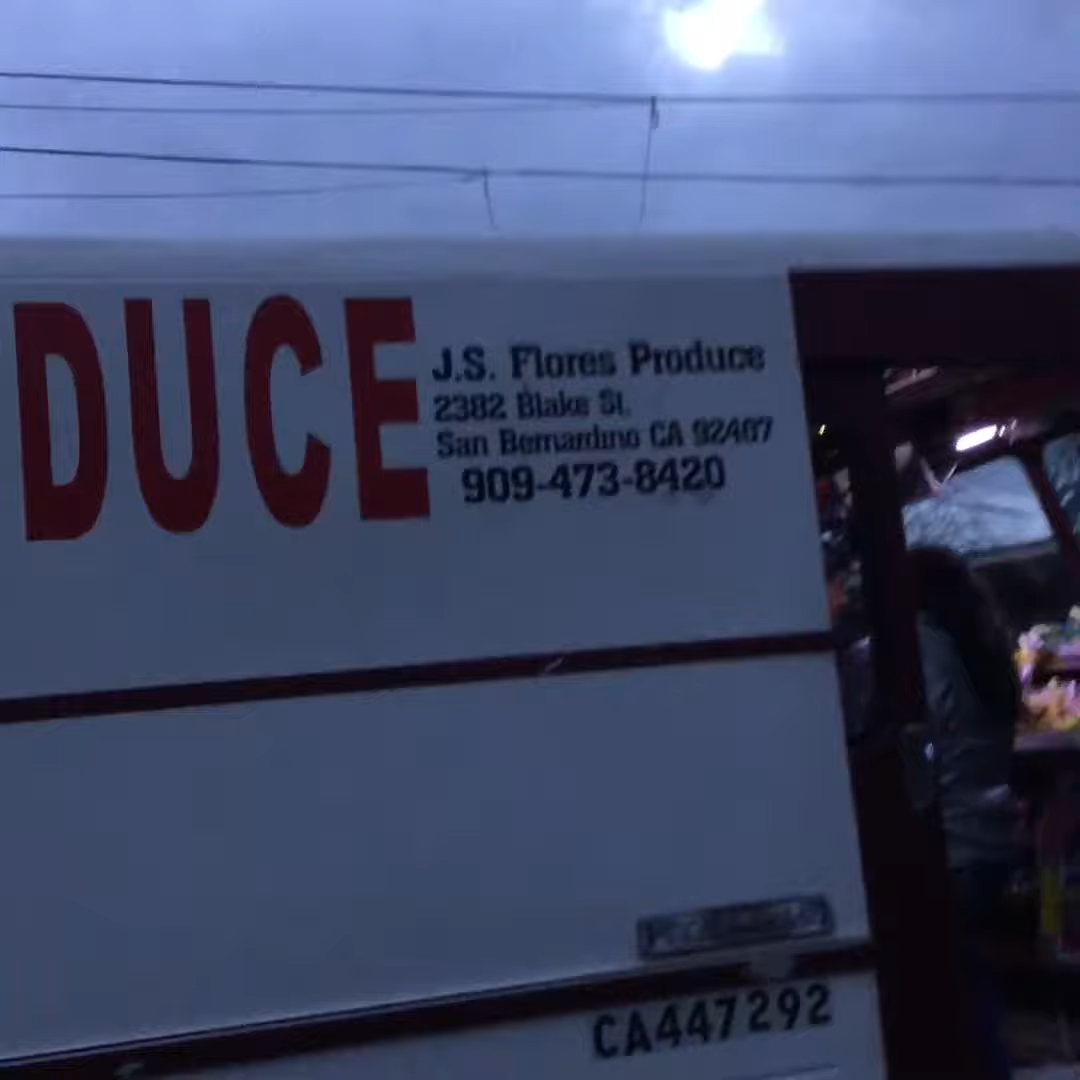 DUCE
J.S. Flores Produce
2382 Blake St.
San Bernardino CA 92407
909-473-8420
CA447292